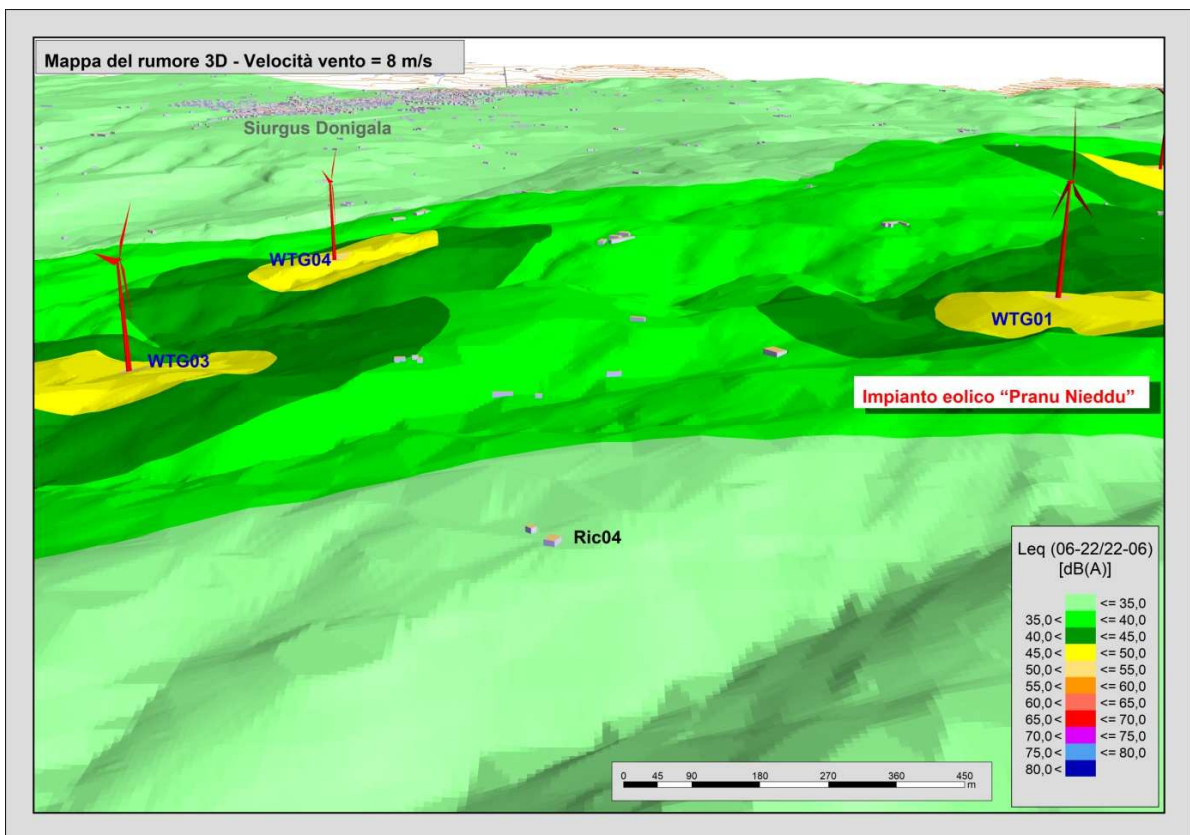 Mappa del rumore 3D - Velocità vento = 8 m/s
Siurgus Donigala
WTG04
WTG03
WTG01
Impianto eolico “Pranu Nieddu”
Ric04
Leq (06-22/22-06)
[dB(A)]
<= 35,0
35,0 < <= 40,0
40,0 < <= 45,0
45,0 < <= 50,0
50,0 < <= 55,0
55,0 < <= 60,0
60,0 < <= 65,0
65,0 < <= 70,0
70,0 < <= 75,0
75,0 < <= 80,0
80,0 <
0 45 90 180 270 360 450
m